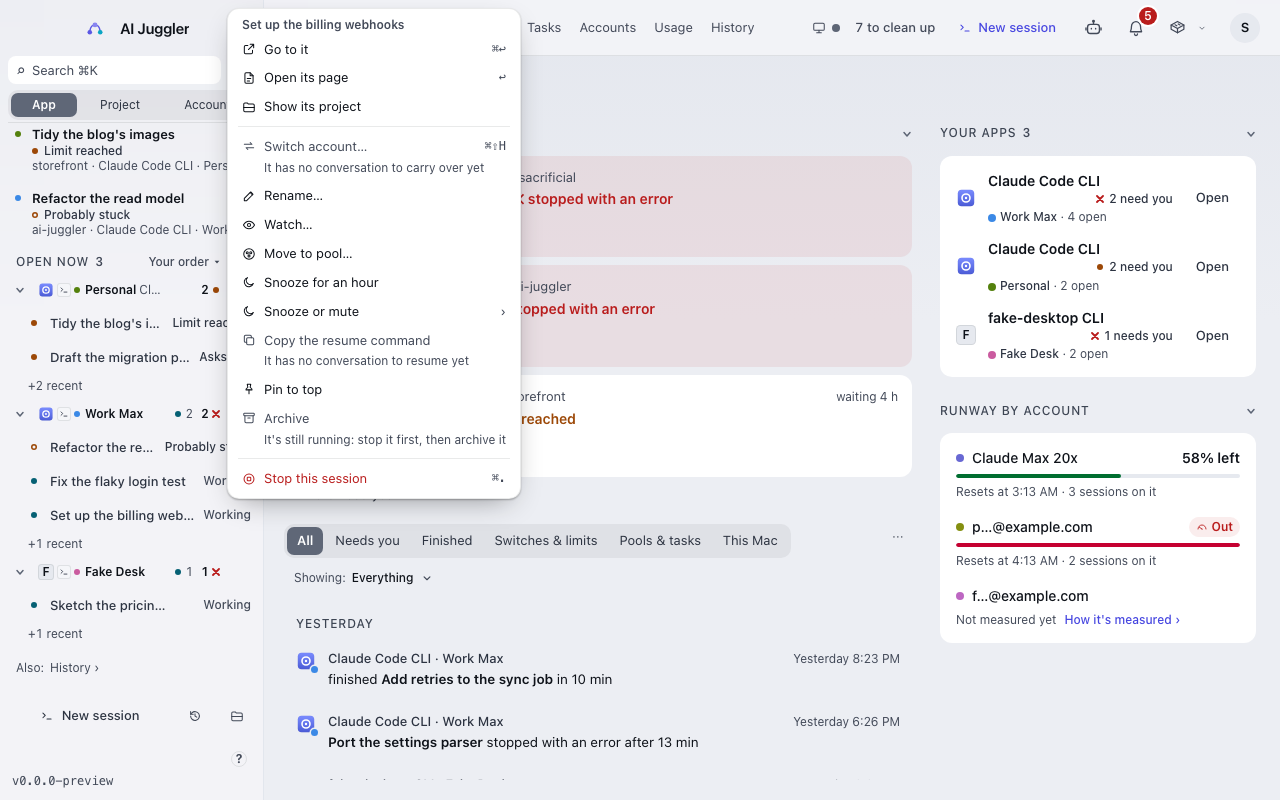 AI Juggler
Search ⌘K
App
Project
Accoun
Tidy the blog's images
Limit reached
storefront · Claude Code CLI · Pers
Refactor the read model
Probably stuck
ai-juggler · Claude Code CLI · Work
OPEN NOW 3
Your order
Personal Cl...
2
Tidy the blog's i...
Limit reac
Draft the migration p...
Asks
+2 recent
Work Max
2
2
Refactor the re...
Probably s
Fix the flaky login test
Wor
Set up the billing web...
Working
+1 recent
F
Fake Desk
1
1
Sketch the pricin...
Working
+1 recent
Also: History ›
New session
?
v0.0.0-preview
Set up the billing webhooks
Go to it
⌘↩
Open its page
↩
Show its project
Switch account...
⌘⇧H
It has no conversation to carry over yet
Rename...
Watch...
Move to pool...
Snooze for an hour
Snooze or mute
›
Copy the resume command
It has no conversation to resume yet
Pin to top
Archive
It's still running: stop it first, then archive it
Stop this session
⌘.
Tasks
Accounts
Usage
History
7 to clean up
New session
5
S
sacrificial
stopped with an error
i-juggler
topped with an error
orefront
waiting 4 h
reached
All
Needs you
Finished
Switches & limits
Pools & tasks
This Mac
...
Showing: Everything
YESTERDAY
Claude Code CLI · Work Max
Yesterday 8:23 PM
finished Add retries to the sync job in 10 min
Claude Code CLI · Work Max
Yesterday 6:26 PM
Port the settings parser stopped with an error after 13 min
YOUR APPS 3
Claude Code CLI
2 need you
Work Max · 4 open
Open
Claude Code CLI
2 need you
Personal · 2 open
Open
F
fake-desktop CLI
1 needs you
Fake Desk · 2 open
Open
RUNWAY BY ACCOUNT
Claude Max 20x
58% left
Resets at 3:13 AM · 3 sessions on it
p...@example.com
Out
Resets at 4:13 AM · 2 sessions on it
f...@example.com
Not measured yet
How it's measured ›